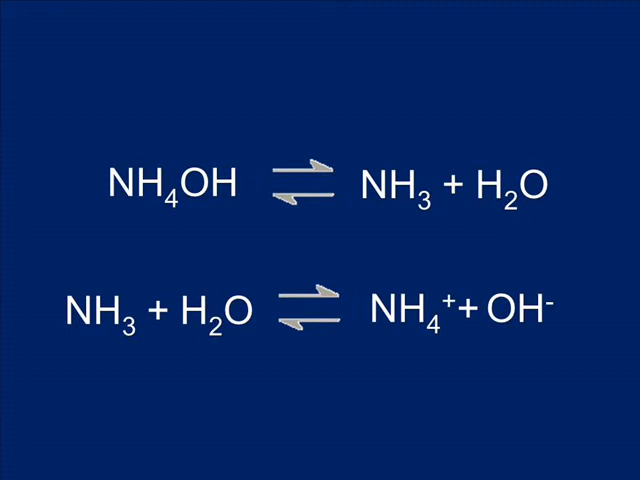 NH₄OH ⇌ NH₃ + H₂O
NH₃ + H₂O ⇌ NH₄⁺ + OH⁻